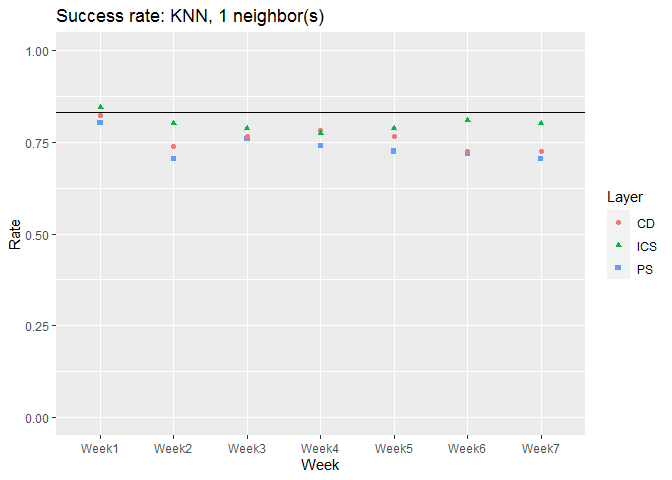 Success rate: KNN, 1 neighbor(s)
1.00
0.75
0.50
0.25
0.00
Rate
Week1 Week2 Week3 Week4 Week5 Week6 Week7
Week
Layer
CD
ICS
PS